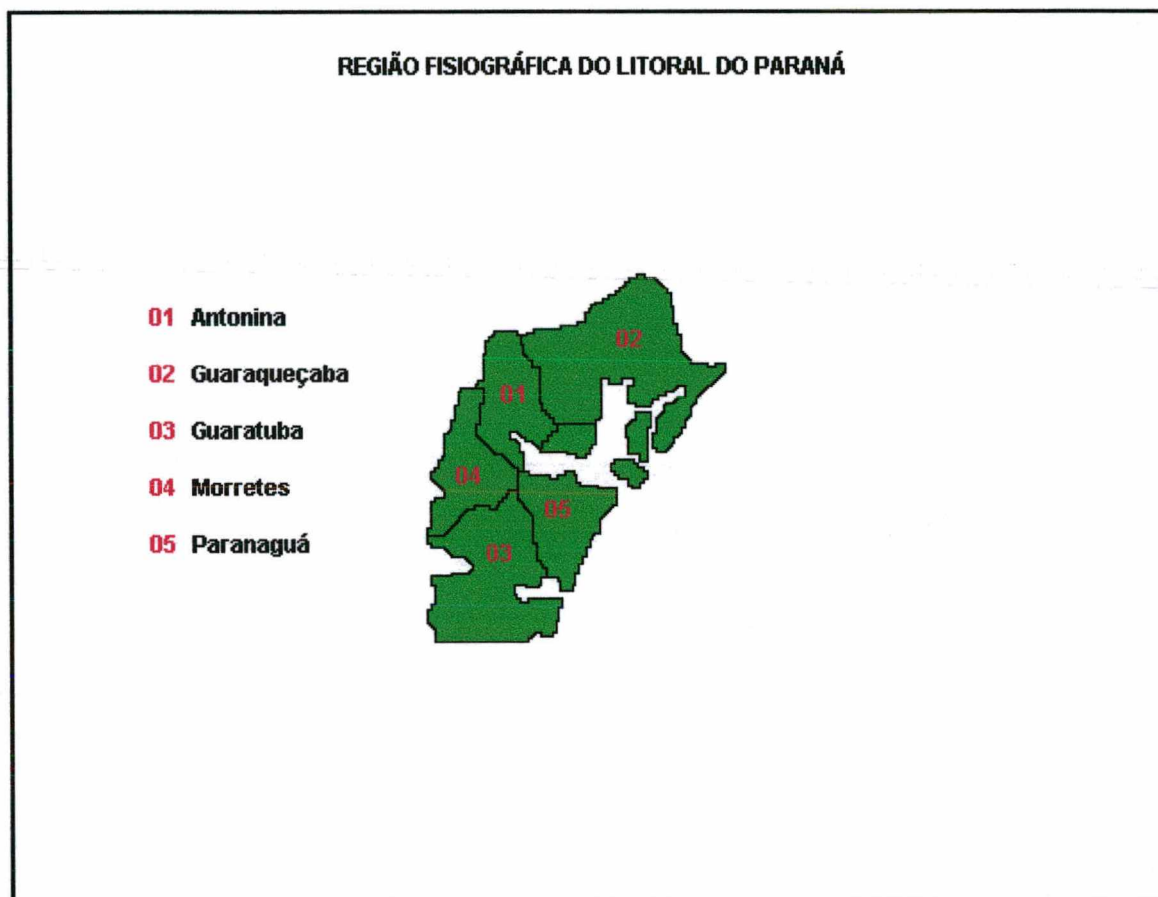 REGIÃO FISIOGRÁFICA DO LITORAL DO PARANÁ
01 Antonina
02 Guaraqueçaba
03 Guaratuba
04 Morretes
05 Paranaguá
02
01
04
05
03